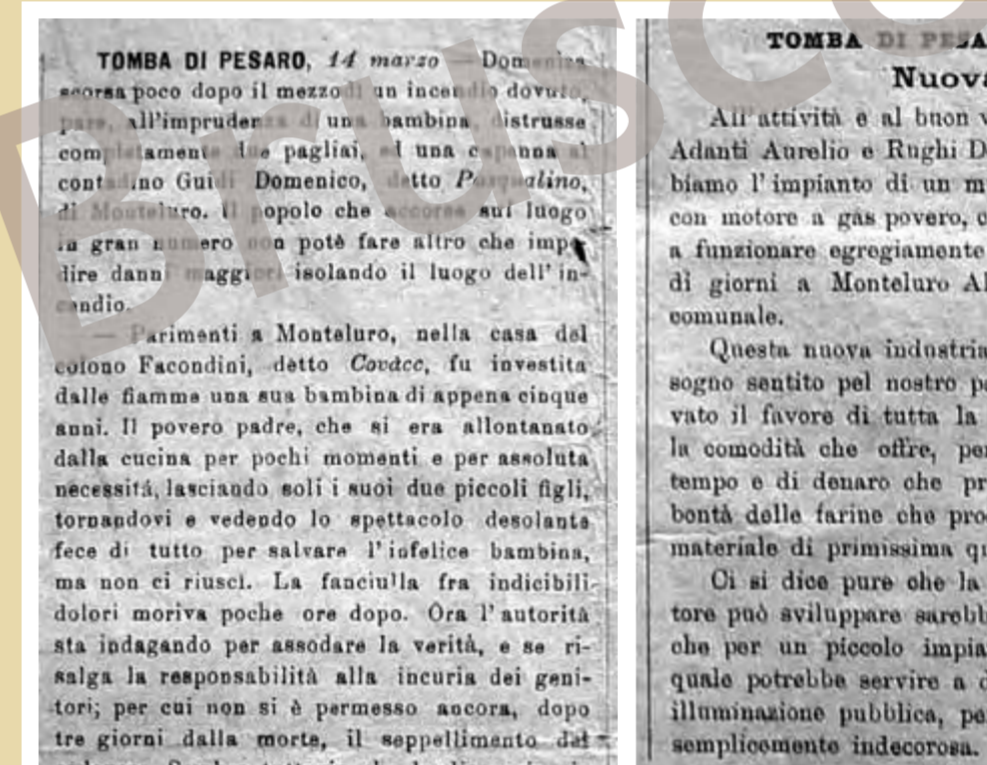 TOMBA DI PESARO, 14 marzo — Domenica
scorsa poco dopo il mezzodì un incendio dovuto,
pare, all'imprudenza di una bambina, distrusse
completamente due pagliai, ed una capanna al
contadino Guidi Domenico, detto Pasqualino,
di Monteluro. Il popolo che accorse sul luogo
in gran numero non potè fare altro che impe-
dire danni maggiori isolando il luogo dell'in-
cendio.
— Parimenti a Monteluro, nella casa del
colono Facondini, detto Covacc, fu investita
dalle fiamme una sua bambina di appena cinque
anni. Il povero padre, che si era allontanato
dalla cucina per pochi momenti e per assoluta
necessità, lasciando soli i suoi due piccoli figli,
tornandovi e vedendo lo spettacolo desolante
fece di tutto per salvare l'infelice bambina,
ma non ci riuscì. La fanciulla fra indicibili
dolori moriva poche ore dopo. Ora l'autorità
sta indagando per assodare la verità, e se ri-
salga la responsabilità alla incuria dei geni-
tori; per cui non si è permesso ancora, dopo
tre giorni dalla morte, il seppellimento del
TOMBA DI PESA
Nuova
All'attività e al buon v
Adanti Aurelio e Rughi D
biamo l'impianto di un m
con motore a gas povero, c
a funzionare egregiamente
di giorni a Monteluro Al
comunale.
Questa nuova industria
sogno sentito pel nostro pa
vato il favore di tutta la
la comodità che offre, per
tempo e di denaro che pr
bontà delle farine che pro
materiale di primissima qu
Ci si dice pure che la
tore può sviluppare sarebb
che per un piccolo impia
quale potrebbe servire a d
illuminazione pubblica, pe
semplicemente indecorosa.
Brusco